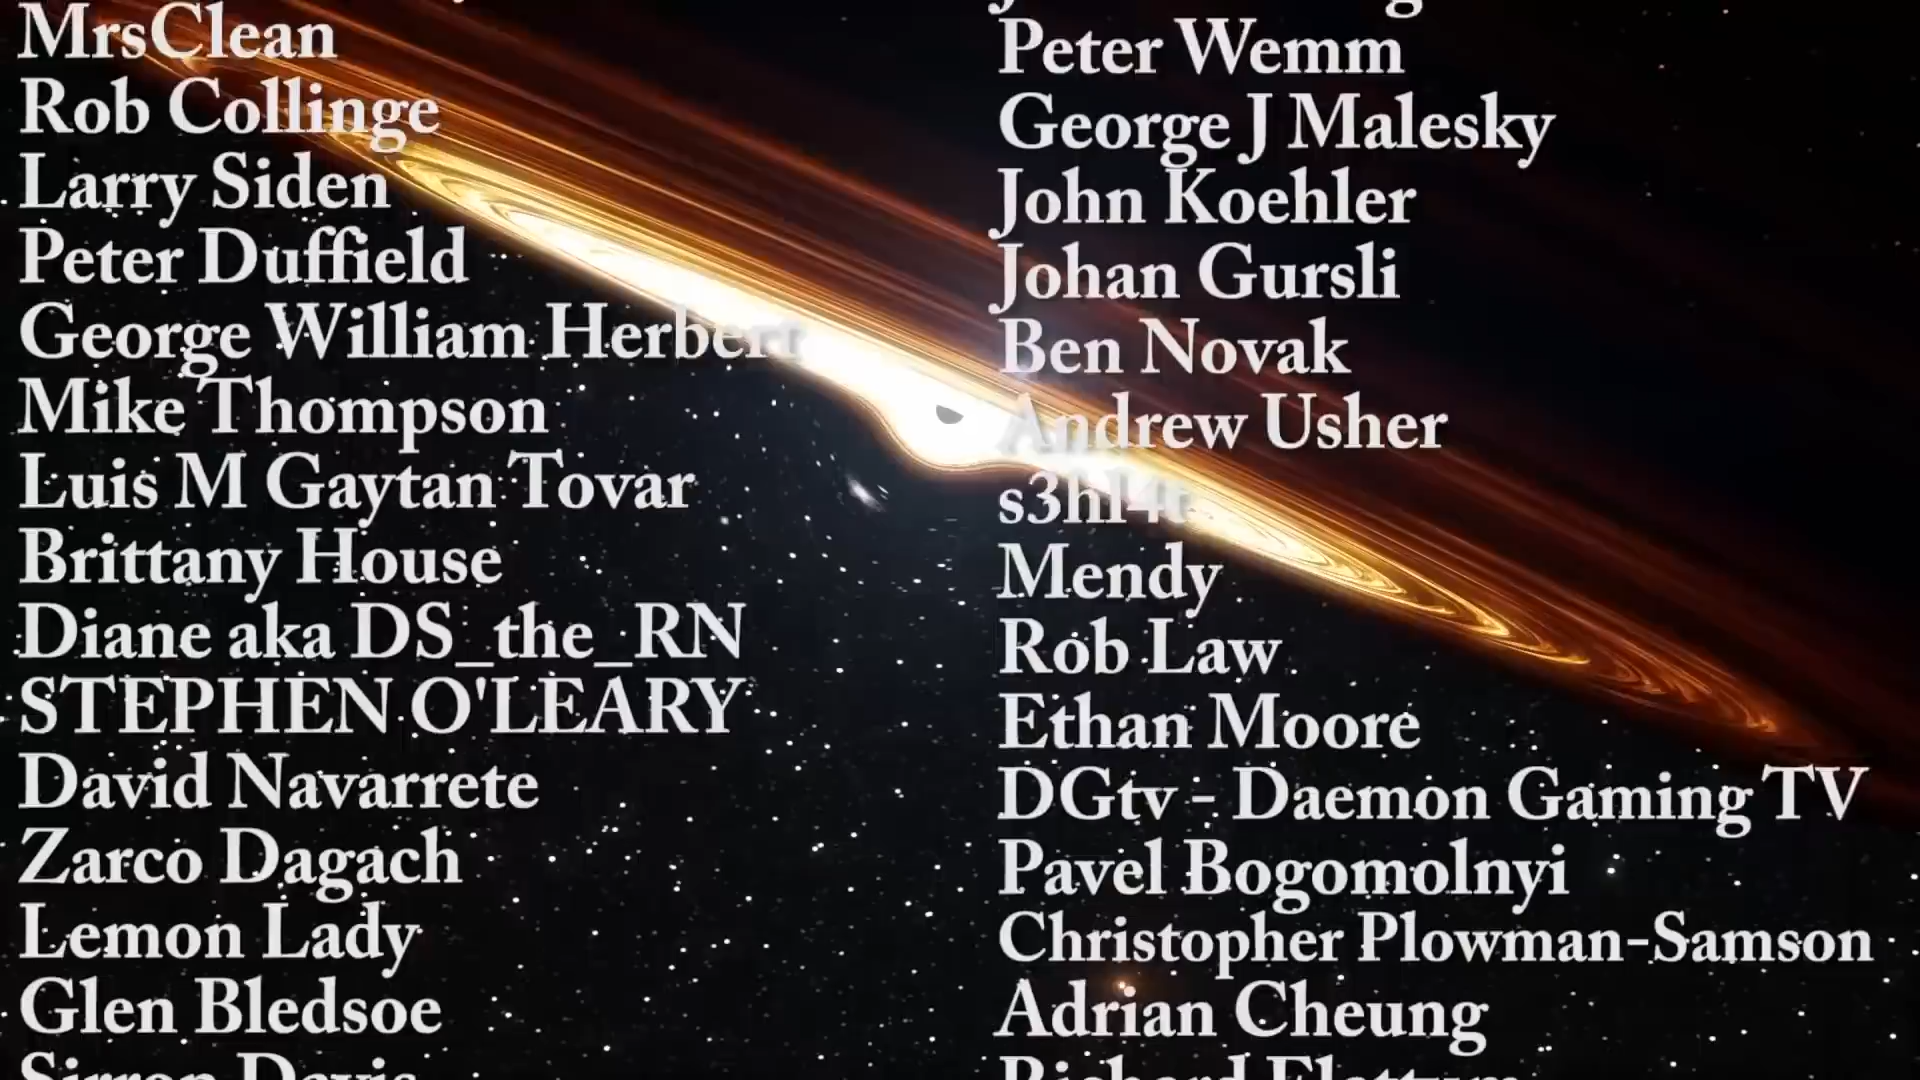 MrsClean
Rob Collinge
Larry Siden
Peter Duffield
George William Herbert
Mike Thompson
Luis M Gaytan Tovar
Brittany House
Diane aka DS_the_RN
STEPHEN O'LEARY
David Navarrete
Zarco Dagach
Lemon Lady
Glen Bledsoe
Peter Wemm
George J Malesky
John Koehler
Johan Gursli
Ben Novak
Andrew Usher
s3hl4t
Mendy
Rob Law
Ethan Moore
DGtv - Daemon Gaming TV
Pavel Bogomolnyi
Christopher Plowman-Samson
Adrian Cheung